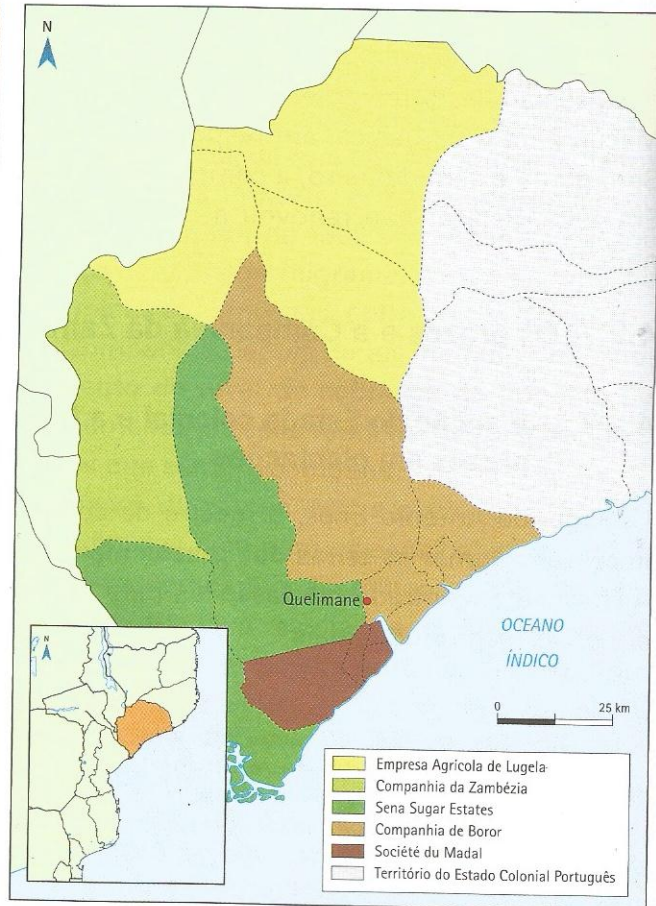 N
Quelimane
OCEANO
ÍNDICO
0 25 km
N
Empresa Agrícola de Lugela
Companhia da Zambézia
Sena Sugar Estates
Companhia de Boror
Société du Madal
Território do Estado Colonial Português